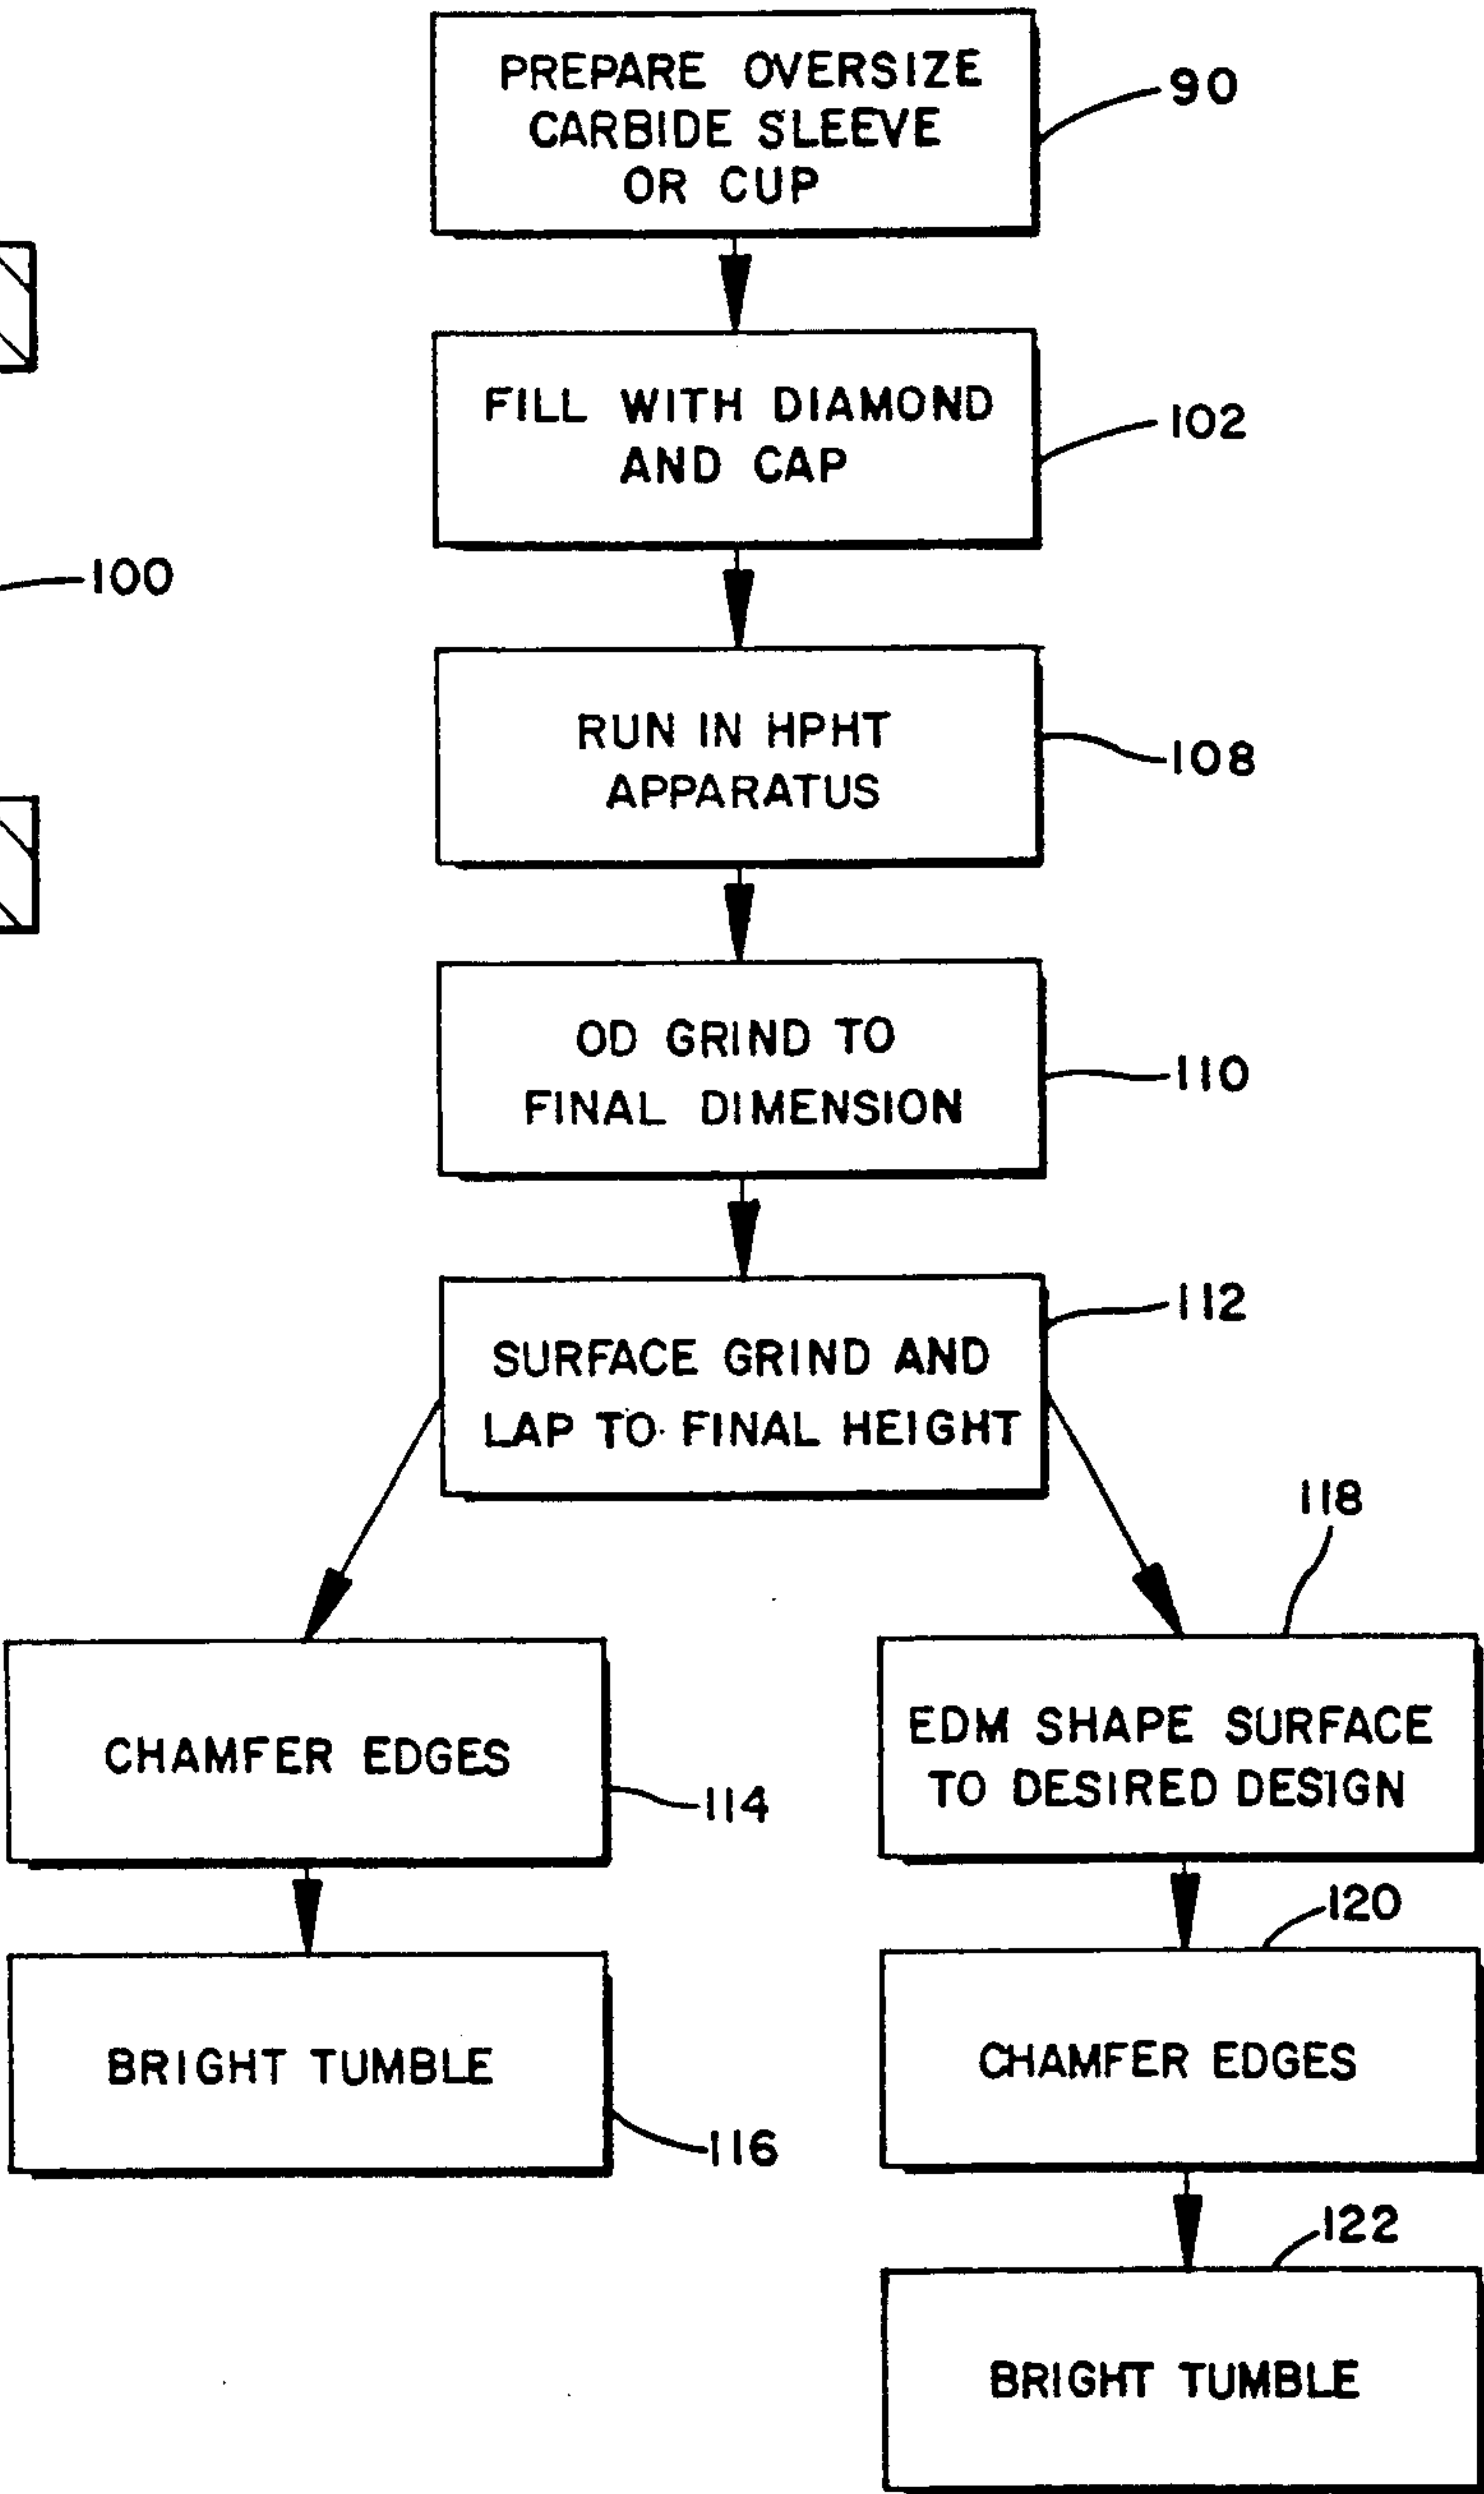 PREPARE OVERSIZE
CARBIDE SLEEVE
OR CUP
90
FILL WITH DIAMOND
AND CAP
102
100
RUN IN HPHT
APPARATUS
108
OD GRIND TO
FINAL DIMENSION
110
SURFACE GRIND AND
LAP TO FINAL HEIGHT
112
118
CHAMFER EDGES
114
EDM SHAPE SURFACE
TO DESIRED DESIGN
120
BRIGHT TUMBLE
116
CHAMFER EDGES
122
BRIGHT TUMBLE